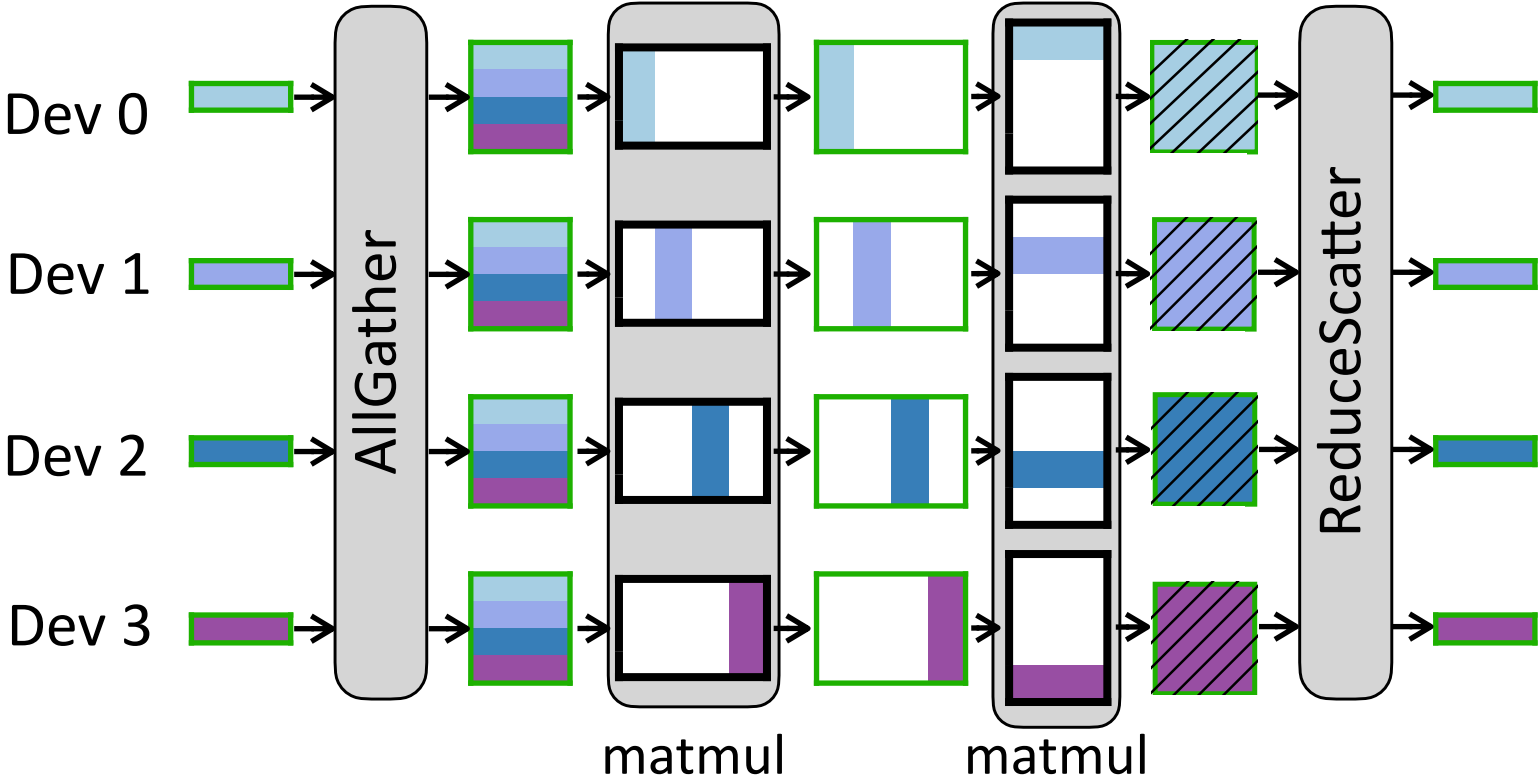 Dev 0
Dev 1
Dev 2
Dev 3
AllGather
matmul
matmul
ReduceScatter